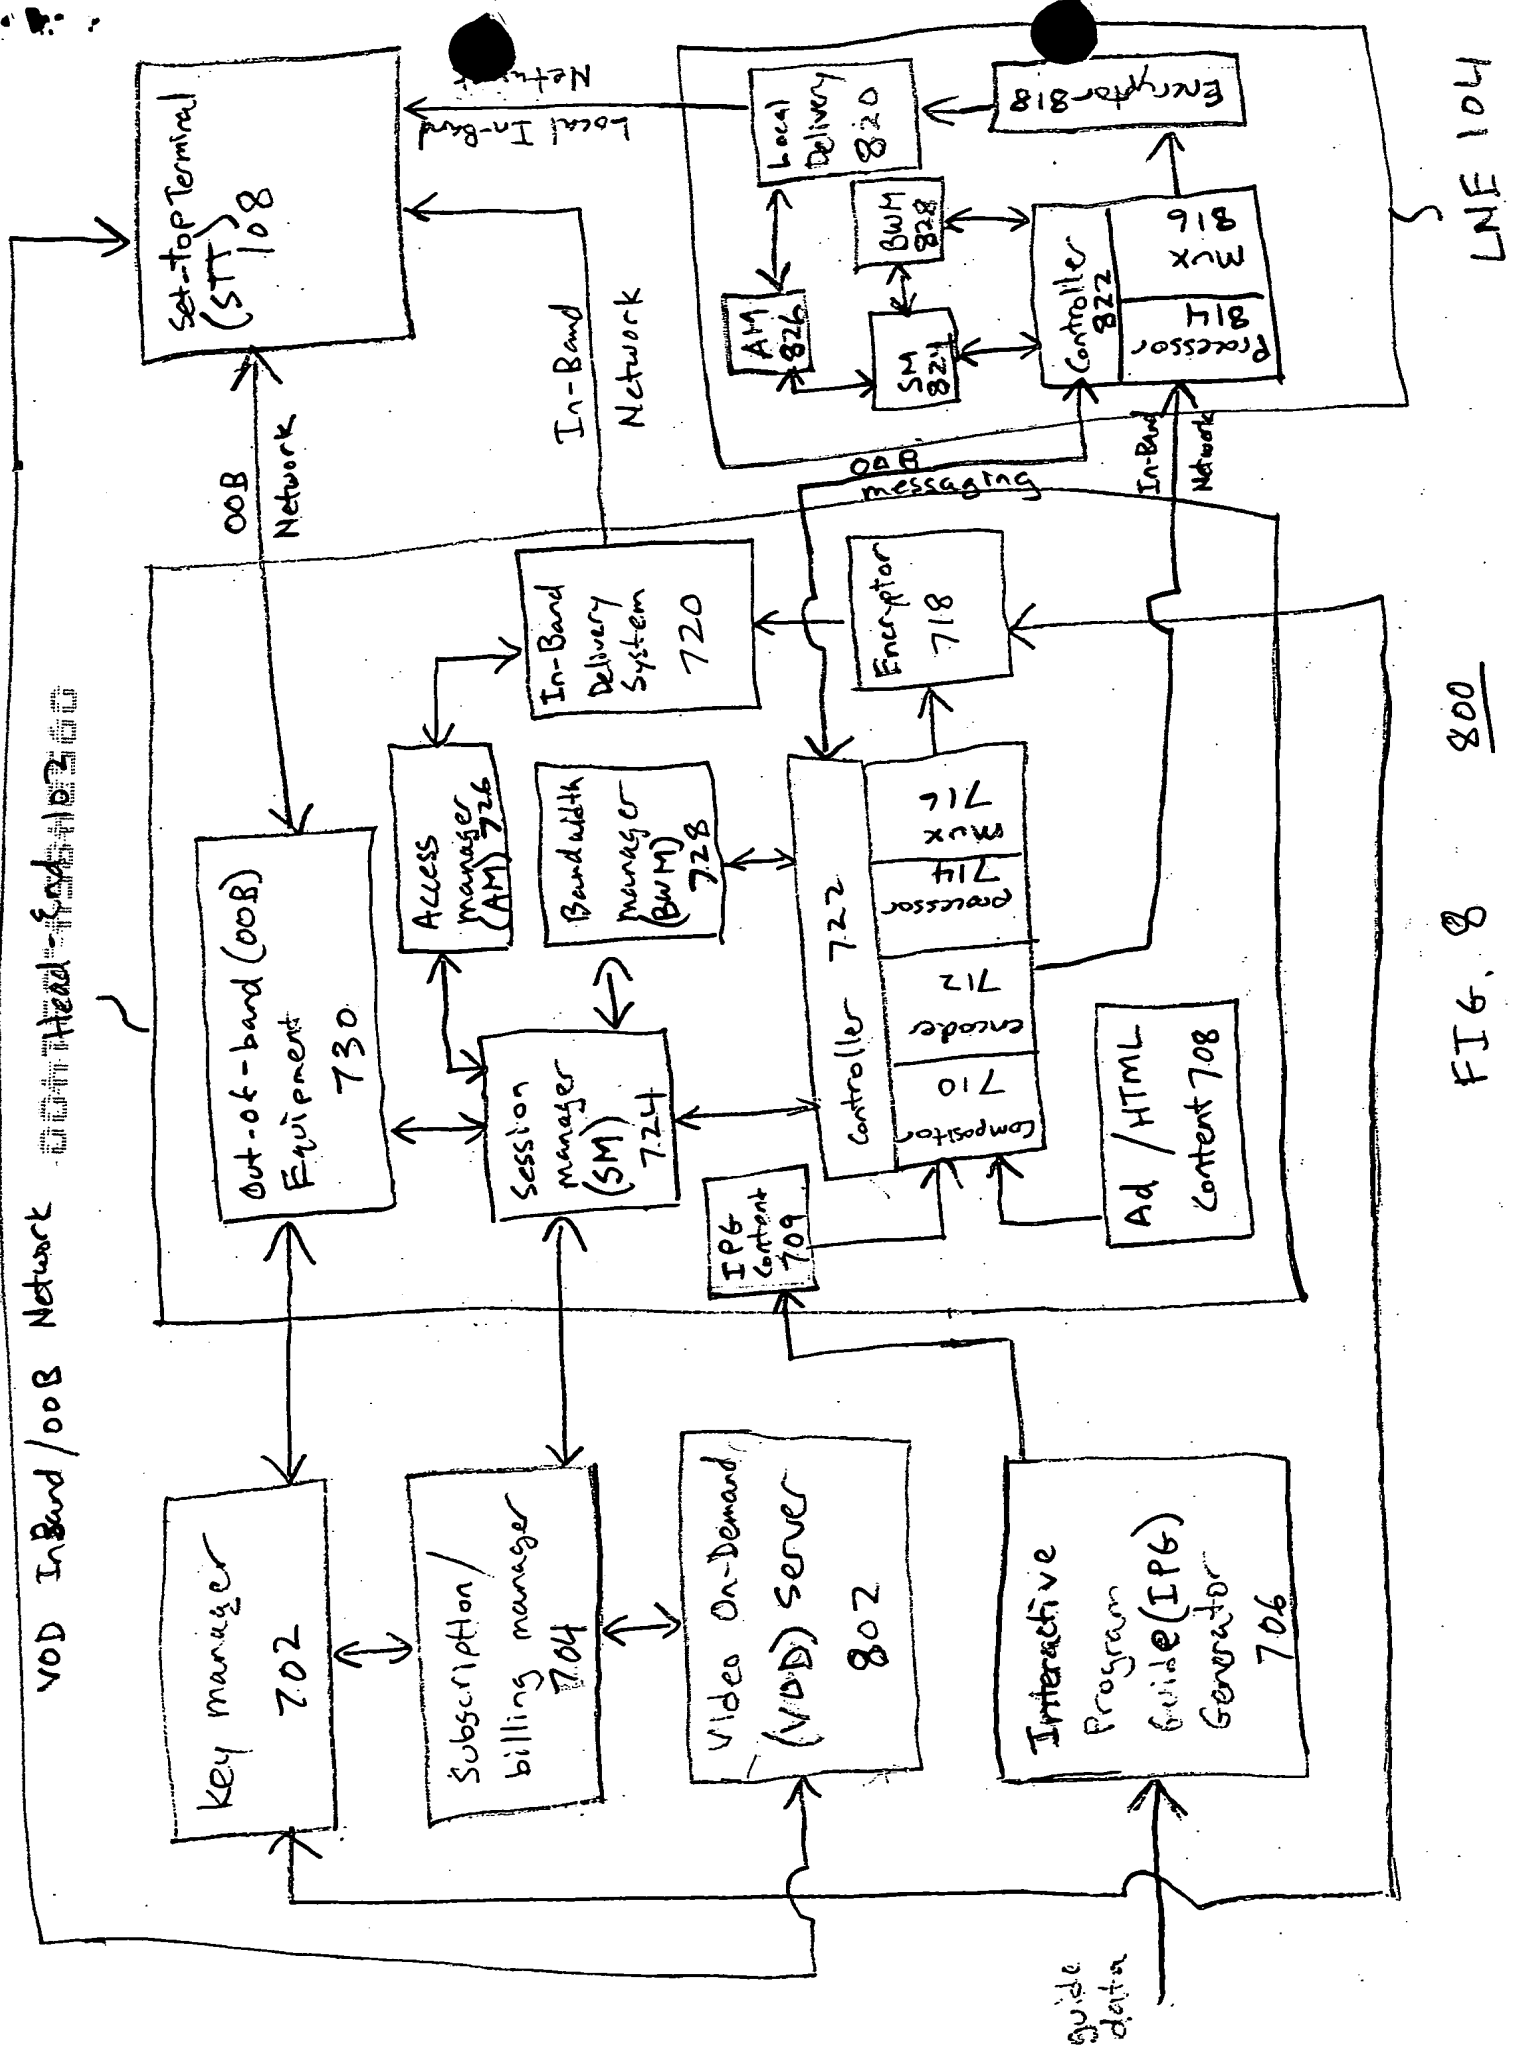 VOD InBand/OOB Network
Head-End 102
Key manager
702
Subscription/
billing manager
704
Video On-Demand
(VOD) Server
802
Interactive
Program
Guide (IPG)
Generator
706
guide
data
Out-of-band (OOB)
Equipment
730
Access
manager
(AM) 726
Bandwidth
manager
(BWM)
728
Session
manager
(SM)
724
IPG
Content
709
Controller 722
Compositor
710
encoder
712
Processor
714
Mux
716
Ad / HTML
Content 708
In-Band
Delivery
System
720
Encryptor
718
OOB
Network
In-Band
Network
OOB
messaging
In-Band
Network
Set-top Terminal
(STT)
108
Local In-Band
Network
Local
Delivery
820
Encryptor 818
AM
826
BWM
828
SM
824
Controller
822
Processor
814
Mux
816
LNE 104
FIG. 8
800